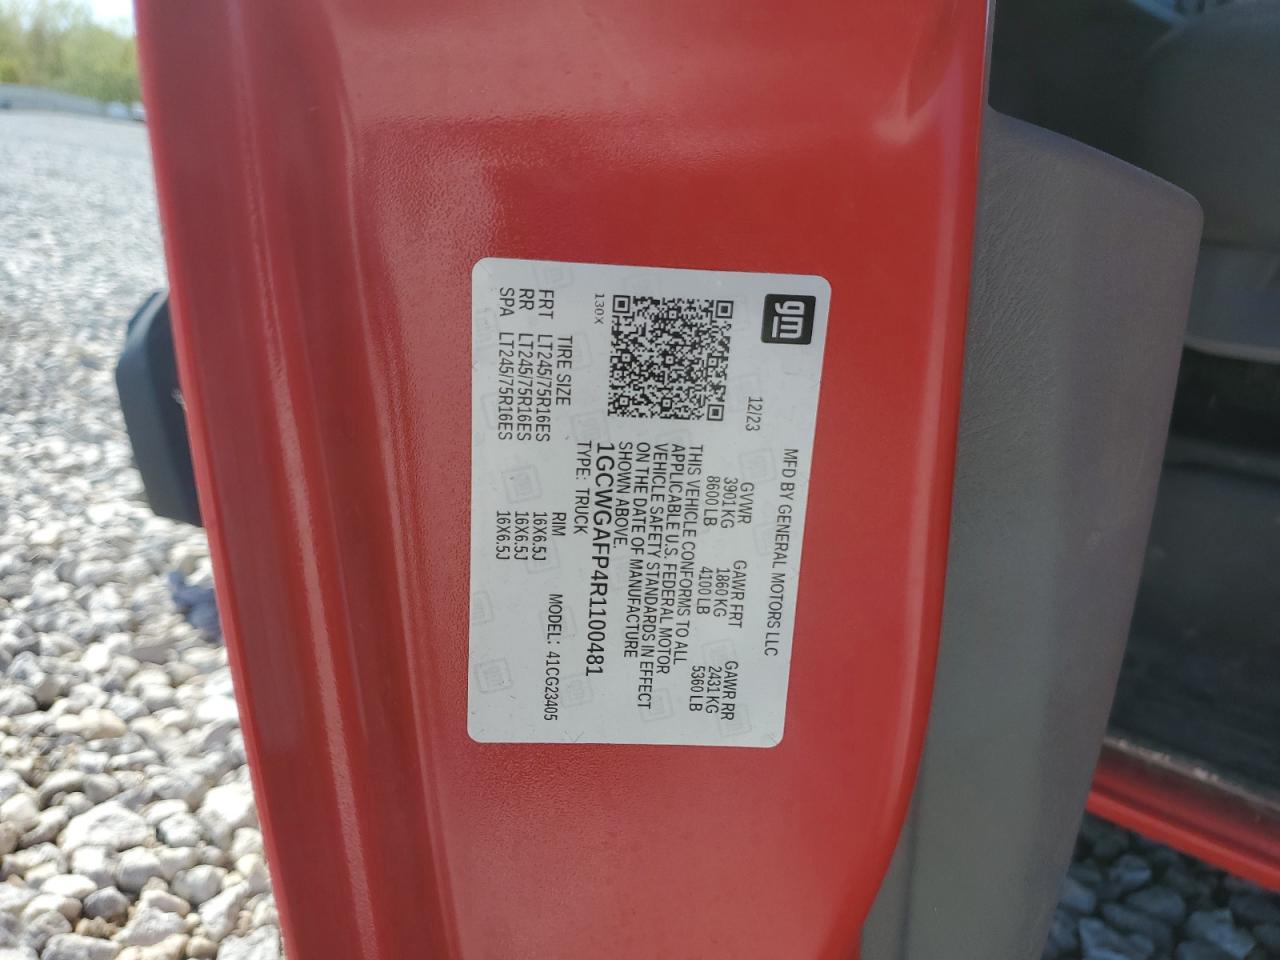 gm
MFD BY GENERAL MOTORS LLC
12/23
GVWR GAWR FRT GAWR RR
3901 KG 1860 KG 2431 KG
8600 LB 4100 LB 5360 LB
THIS VEHICLE CONFORMS TO ALL
APPLICABLE U.S. FEDERAL MOTOR
VEHICLE SAFETY STANDARDS IN EFFECT
ON THE DATE OF MANUFACTURE
SHOWN ABOVE.
130X
1GCWGAFP4R1100481
TYPE: TRUCK
MODEL: 41CG23405
TIRE SIZE RIM
FRT LT245/75R16ES 16X6.5J
RR LT245/75R16ES 16X6.5J
SPA LT245/75R16ES 16X6.5J